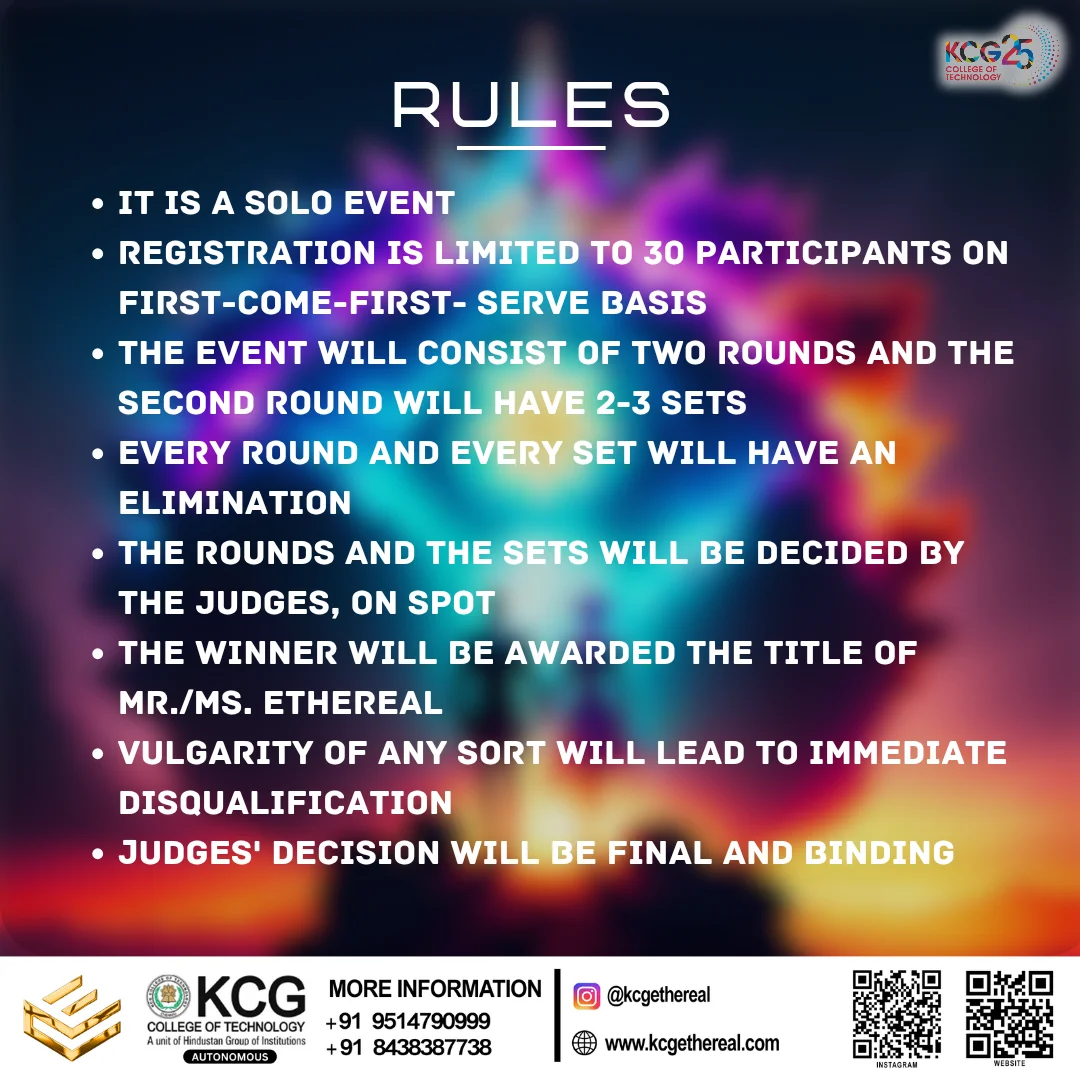 KCG25
COLLEGE OF
TECHNOLOGY
RULES
• IT IS A SOLO EVENT
• REGISTRATION IS LIMITED TO 30 PARTICIPANTS ON
FIRST-COME-FIRST- SERVE BASIS
• THE EVENT WILL CONSIST OF TWO ROUNDS AND THE
SECOND ROUND WILL HAVE 2-3 SETS
• EVERY ROUND AND EVERY SET WILL HAVE AN
ELIMINATION
• THE ROUNDS AND THE SETS WILL BE DECIDED BY
THE JUDGES, ON SPOT
• THE WINNER WILL BE AWARDED THE TITLE OF
MR./MS. ETHEREAL
• VULGARITY OF ANY SORT WILL LEAD TO IMMEDIATE
DISQUALIFICATION
• JUDGES' DECISION WILL BE FINAL AND BINDING
KCG
COLLEGE OF TECHNOLOGY
A unit of Hindustan Group of Institutions
AUTONOMOUS
MORE INFORMATION
+91 9514790999
+91 8438387738
@kcgethereal
www.kcgethereal.com
INSTAGRAM
WEBSITE